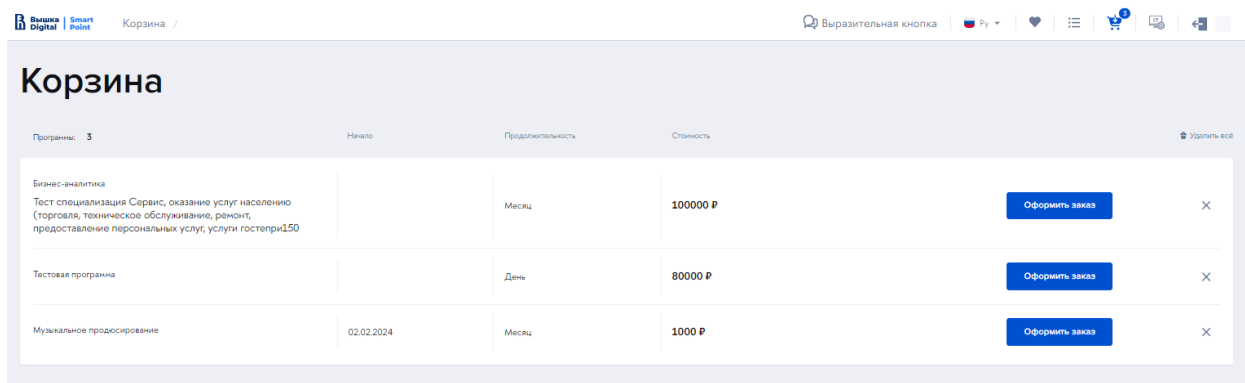 Вышка Digital | Smart Point Корзина / Выразительная кнопка Ру 3
Корзина
Программы: 3 Начало Продолжительность Стоимость Удалить всё
Бизнес-аналитика
Тест специализация Сервис, оказание услуг населению
(торговля, техническое обслуживание, ремонт,
предоставление персональных услуг, услуги гостепри150
Месяц 100000 ₽ Оформить заказ
Тестовая программа День 80000 ₽ Оформить заказ
Музыкальное продюсирование 02.02.2024 Месяц 1000 ₽ Оформить заказ